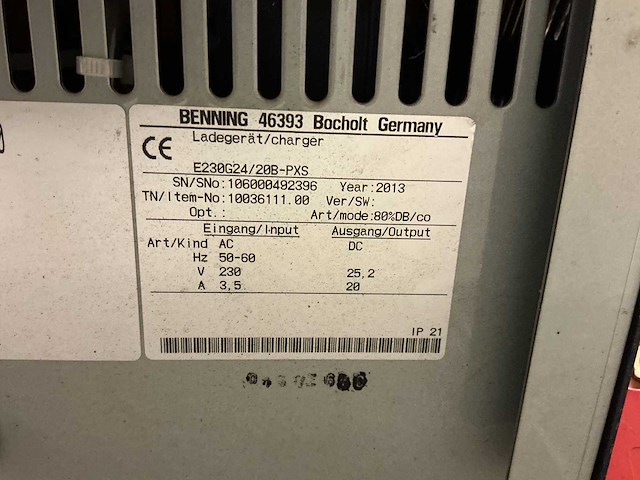 BENNING 46393 Bocholt Germany
Ladegerät/charger
E230G24/20B-PXS
SN/SNo:106000492396 Year:2013
TN/Item-No:10036111.00 Ver/SW:
Opt.: Art/mode:80%DB/co
Eingang/Input Ausgang/Output
Art/Kind AC DC
Hz 50-60
V 230 25,2
A 3,5 20
IP 21